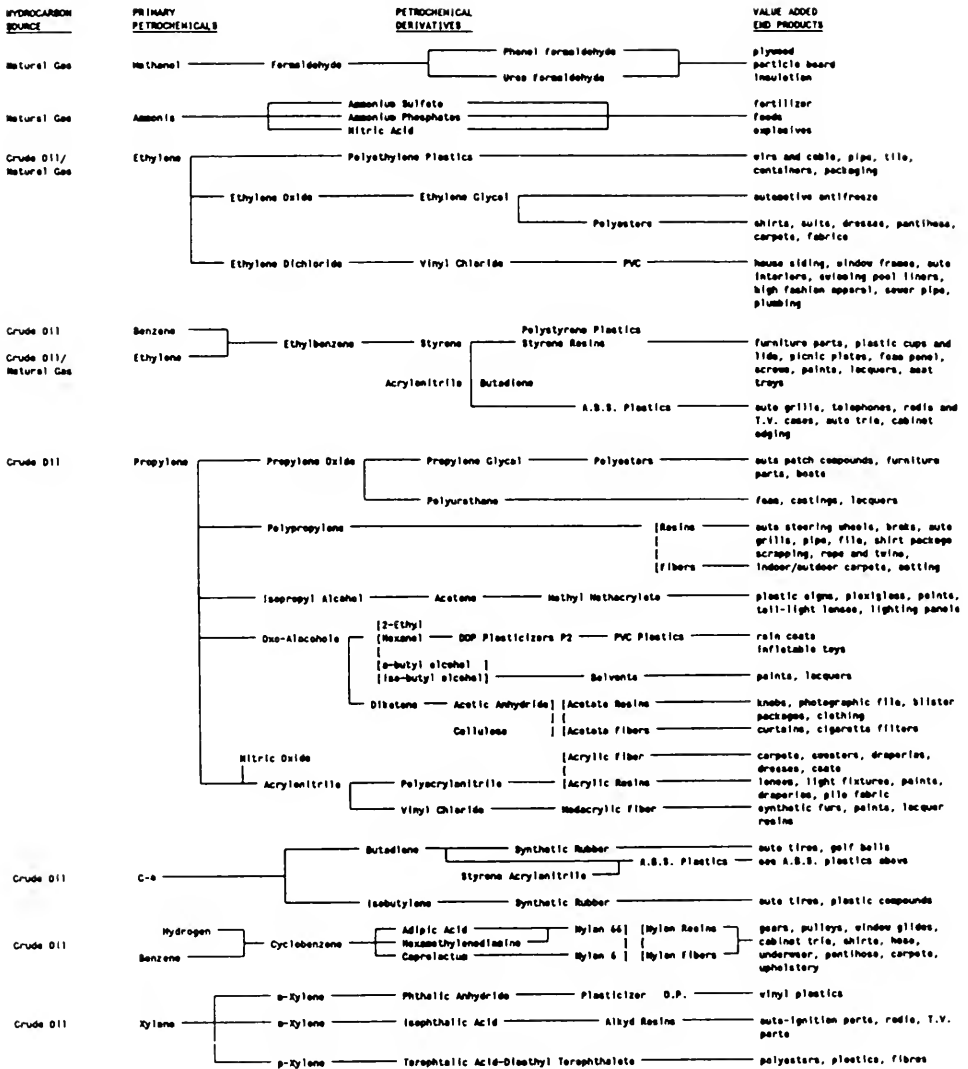 HYDROCARBON SOURCE
PRIMARY PETROCHEMICALS
PETROCHEMICAL DERIVATIVES
VALUE ADDED END PRODUCTS
Natural Gas
Methanol
Formaldehyde
Phenol Formaldehyde
Urea Formaldehyde
plywood
particle board
insulation
Natural Gas
Ammonia
Ammonium Sulfate
Ammonium Phosphates
Nitric Acid
fertilizer
feeds
explosives
Crude Oil/
Natural Gas
Ethylene
Polyethylene Plastics
wire and cable, pipe, tile,
containers, packaging
Ethylene Oxide
Ethylene Glycol
automotive antifreeze
Polyesters
shirts, suits, dresses, pantihose,
carpets, fabrics
Ethylene Dichloride
Vinyl Chloride
PVC
house siding, window frames, auto
interiors, swimming pool liners,
high fashion apparel, sewer pipe,
plumbing
Crude Oil
Benzene
Crude Oil/
Natural Gas
Ethylene
Ethylbenzene
Styrene
Polystyrene Plastics
Styrene Resins
furniture parts, plastic cups and
lids, picnic plates, foam panel,
screws, paints, lacquers, meat
trays
Acrylonitrile
Butadiene
A.B.S. Plastics
auto grills, telephones, radio and
T.V. cases, auto trim, cabinet
edging
Crude Oil
Propylene
Propylene Oxide
Propylene Glycol
Polyesters
auto patch compounds, furniture
parts, boats
Polyurethane
foam, castings, lacquers
Polypropylene
[Resins
auto steering wheels, brake, auto
grills, pipe, film, shirt package
scrapping, rope and twine,
[Fibers
indoor/outdoor carpets, matting
Isopropyl Alcohol
Acetone
Methyl Methacrylate
plastic signs, plexiglass, paints,
tail-light lenses, lighting panels
Oxo-Alacohols
[2-Ethyl
[Hexanol
DOP Plasticizers P2
PVC Plastics
rain coats
inflatable toys
[n-butyl alcohol ]
[iso-butyl alcohol]
Solvents
paints, lacquers
Diketone
Acetic Anhydride]
Cellulose ]
[Acetate Resins
knobs, photographic film, blister
packages, clothing
[Acetate Fibers
curtains, cigarette filters
Nitric Oxide
Acrylonitrile
Polyacrylonitrile
[Acrylic Fiber
carpets, sweaters, draperies,
dresses, coats
[Acrylic Resins
lenses, light fixtures, paints,
draperies, pile fabric
Vinyl Chloride
Modacrylic Fiber
synthetic furs, paints, lacquer
resins
Crude Oil
C-4
Butadiene
Synthetic Rubber
auto tires, golf balls
Styrene Acrylonitrile
A.B.S. Plastics
see A.B.S. plastics above
Isobutylene
Synthetic Rubber
auto tires, plastic compounds
Crude Oil
Hydrogen
Benzene
Cyclobenzene
Adipic Acid
Hexamethylenediamine
Caprolactum
Nylon 66]
Nylon 6 ]
[Nylon Resins
[Nylon Fibers
gears, pulleys, window glides,
cabinet trim, shirts, hose,
underwear, pantihose, carpets,
upholstery
Crude Oil
Xylene
o-Xylene
Phthalic Anhydride
Plasticizer
vinyl plastics
Isophthalic Acid
Alkyd Resins
auto-ignition parts, radio, T.V.
parts
p-Xylene
Terephtalic Acid-Dimethyl Terephthalate
polyesters, plastics, fibres